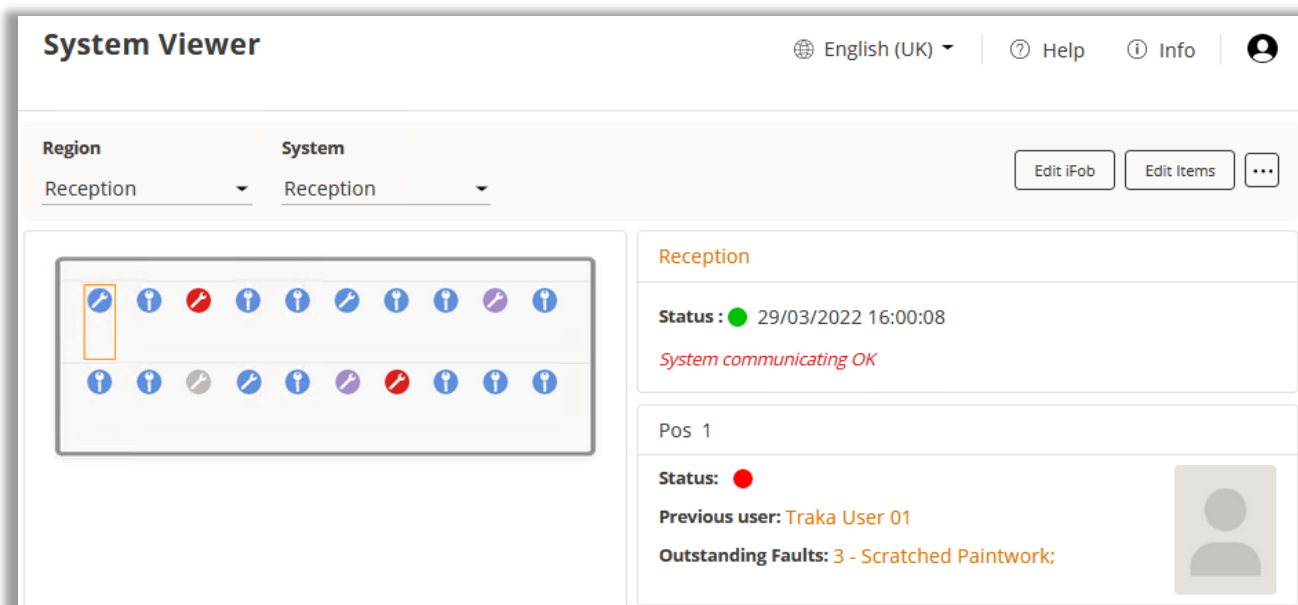 System Viewer
English (UK)
Help
Info
Region
System
Reception
Reception
Edit iFob
Edit Items
...
Reception
Status : 29/03/2022 16:00:08
System communicating OK
Pos 1
Status:
Previous user: Traka User 01
Outstanding Faults: 3 - Scratched Paintwork;